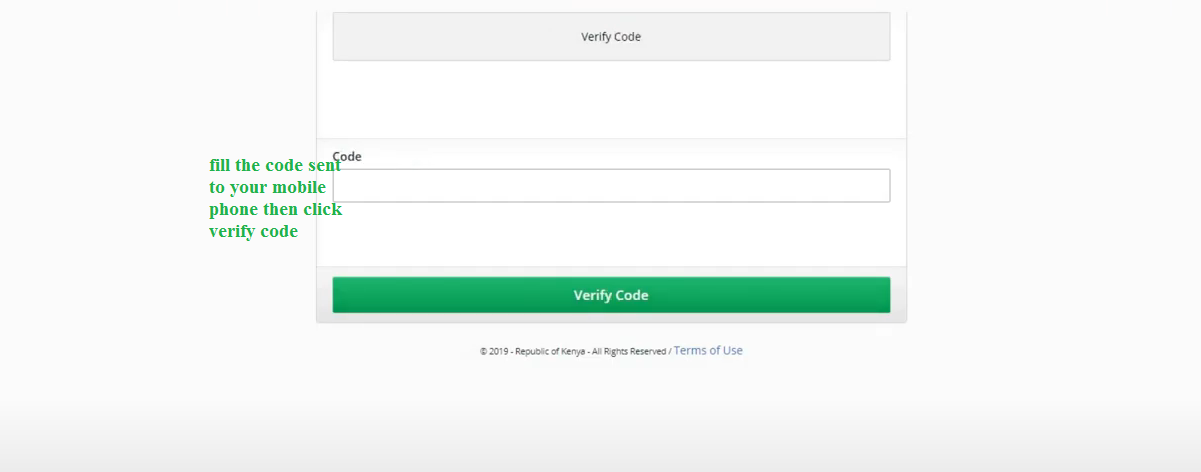 Verify Code
Code
fill the code sent
to your mobile
phone then click
verify code
Verify Code
© 2019 - Republic of Kenya - All Rights Reserved / Terms of Use